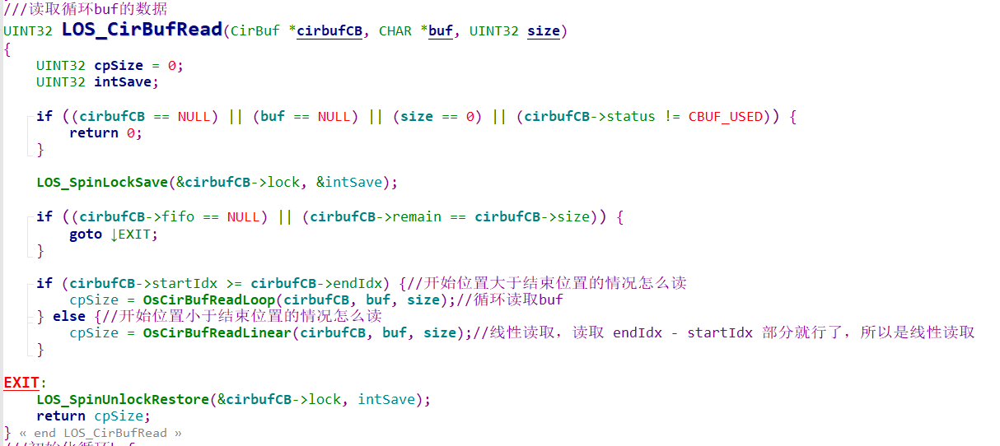 ///读取循环buf的数据
UINT32 LOS_CirBufRead(CirBuf *cirbufCB, CHAR *buf, UINT32 size)
{
    UINT32 cpSize = 0;
    UINT32 intSave;

    if ((cirbufCB == NULL) || (buf == NULL) || (size == 0) || (cirbufCB->status != CBUF_USED)) {
        return 0;
    }

    LOS_SpinLockSave(&cirbufCB->lock, &intSave);

    if ((cirbufCB->fifo == NULL) || (cirbufCB->remain == cirbufCB->size)) {
        goto ↓EXIT;
    }

    if (cirbufCB->startIdx >= cirbufCB->endIdx) {//开始位置大于结束位置的情况怎么读
        cpSize = OsCirBufReadLoop(cirbufCB, buf, size);//循环读取buf
    } else {//开始位置小于结束位置的情况怎么读
        cpSize = OsCirBufReadLinear(cirbufCB, buf, size);//线性读取, 读取 endIdx - startIdx 部分就行了, 所以是线性读取
    }

EXIT:
    LOS_SpinUnlockRestore(&cirbufCB->lock, intSave);
    return cpSize;
} « end LOS_CirBufRead »